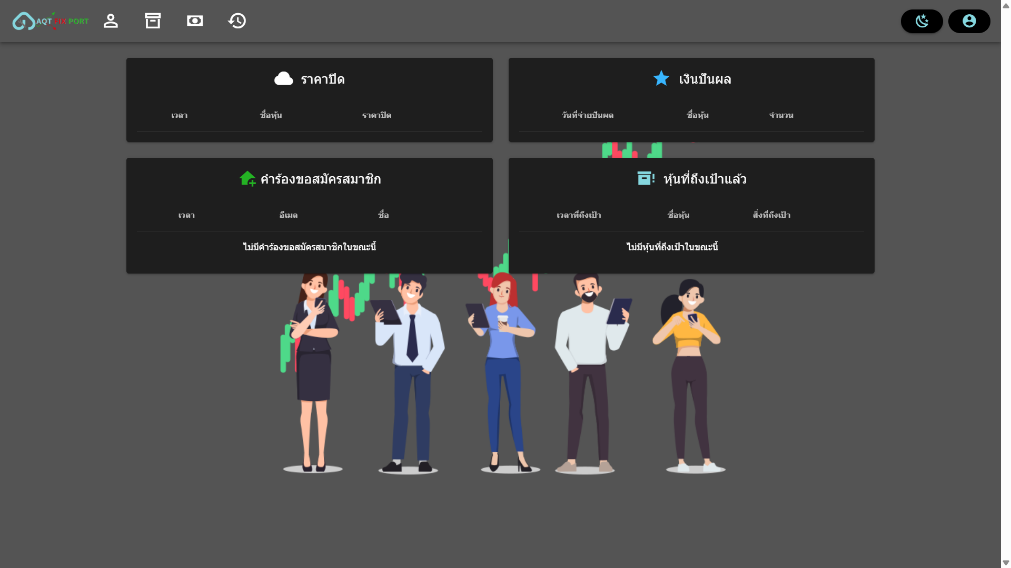 AQT PORT
ราคาปิด
เวลา ชื่อหุ้น ราคาปิด
เงินปันผล
วันที่จ่ายปันผล ชื่อหุ้น จำนวน
คำร้องขอสมัครสมาชิก
เวลา อีเมล ชื่อ
ไม่มีคำร้องขอสมัครสมาชิกในขณะนี้
หุ้นที่ถึงเป้าแล้ว
เวลาที่ถึงเป้า ชื่อหุ้น สิ่งที่ถึงเป้า
ไม่มีหุ้นที่ถึงเป้าในขณะนี้